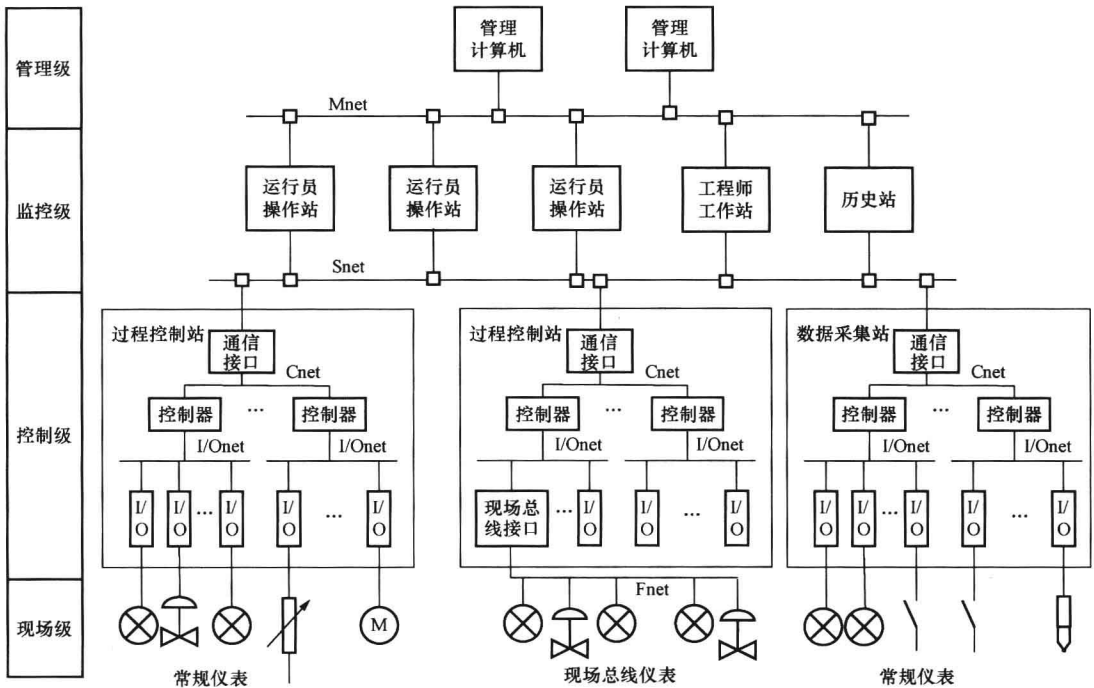 管理
计算机
管理
计算机
管理级
Mnet
运行员
操作站
运行员
操作站
运行员
操作站
工程师
工作站
历史站
监控级
Snet
过程控制站
通信
接口
Cnet
控制器
...
控制器
I/Onet
I/Onet
I/O
I/O
...
I/O
I/O
...
I/O
过程控制站
通信
接口
Cnet
控制器
...
控制器
I/Onet
I/Onet
现场总
线接口
...
I/O
I/O
...
I/O
数据采集站
通信
接口
Cnet
控制器
...
控制器
I/Onet
I/Onet
I/O
I/O
...
I/O
I/O
...
I/O
控制级
Fnet
M
现场级
常规仪表
现场总线仪表
常规仪表